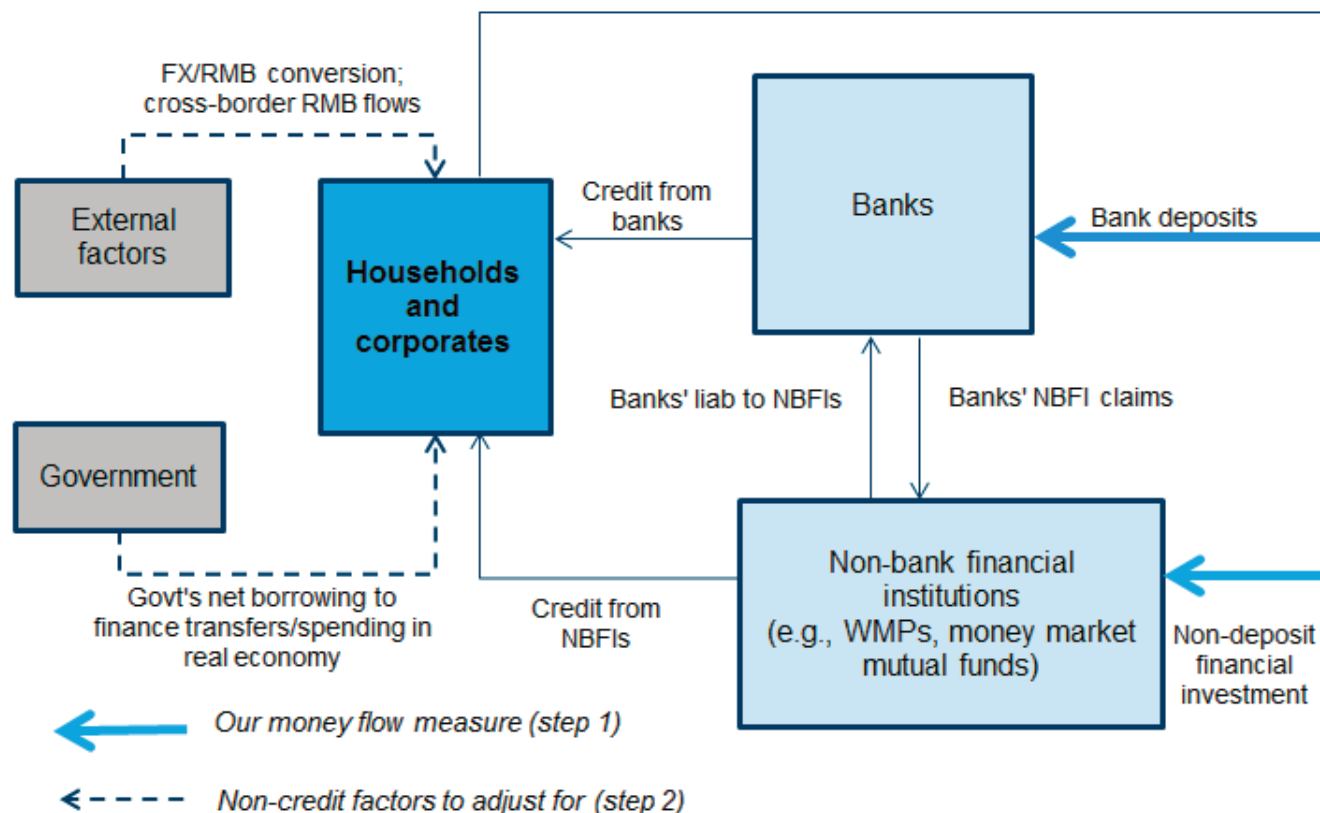 FX/RMB conversion;
cross-border RMB flows
External
factors
Households
and
corporates
Credit from
banks
Banks
Bank deposits
Banks' liab to NBFIs
Banks' NBFI claims
Government
Govt's net borrowing to
finance transfers/spending in
real economy
Credit from
NBFIs
Non-bank financial
institutions
(e.g., WMPs, money market
mutual funds)
Non-deposit
financial
investment
Our money flow measure (step 1)
Non-credit factors to adjust for (step 2)